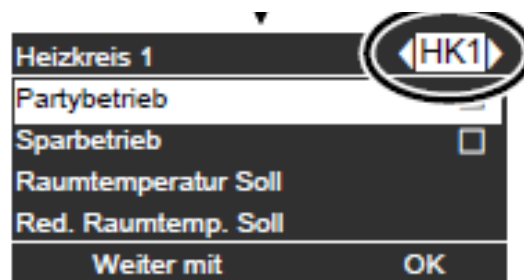 Heizkreis 1 HK1
Partybetrieb
Sparbetrieb
Raumtemperatur Soll
Red. Raumtemp. Soll
Weiter mit OK